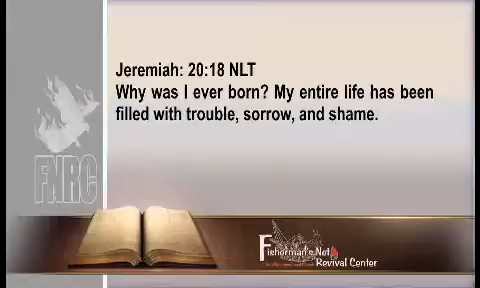 Jeremiah: 20:18 NLT
Why was I ever born? My entire life has been
filled with trouble, sorrow, and shame.
FNRC
Fisherman's Net
Revival Center